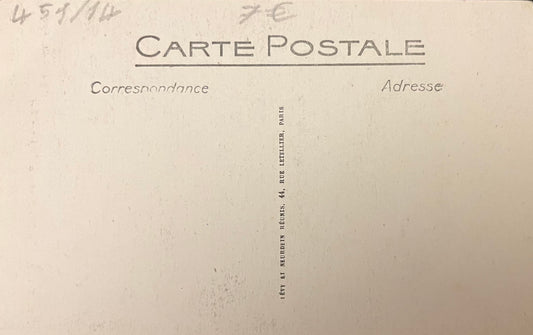 451/14 7€
CARTE POSTALE
Correspondance Adresse
LÉVY ET NEURDEIN RÉUNIS, 44, RUE LETELLIER, PARIS